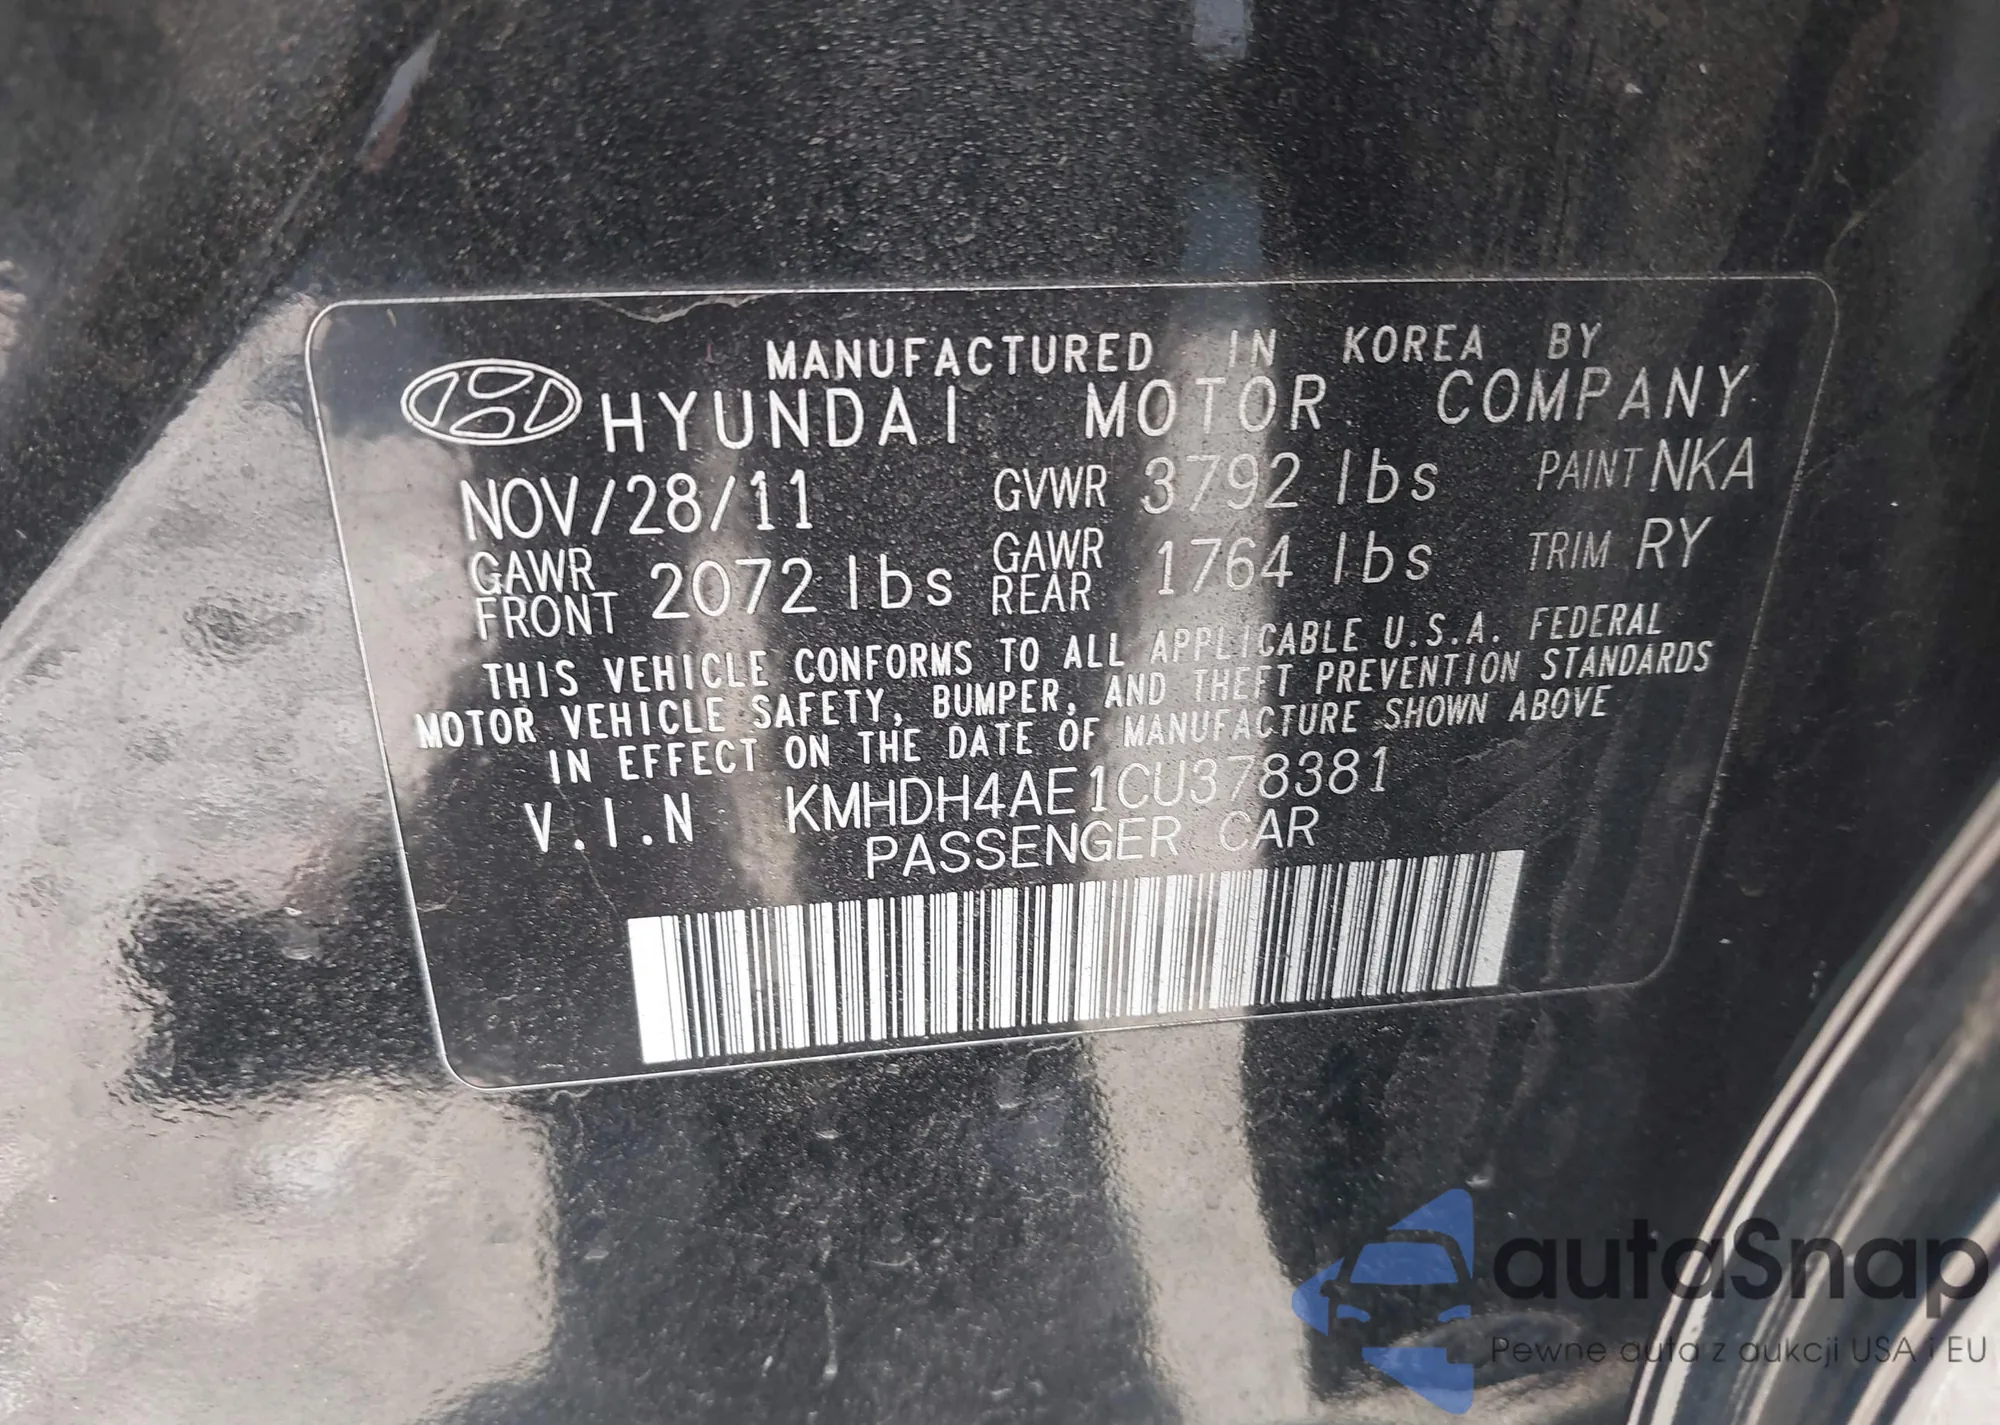 MANUFACTURED IN KOREA BY
HYUNDAI MOTOR COMPANY
NOV/28/11 GVWR 3792 lbs PAINT NKA
GAWR FRONT 2072 lbs GAWR REAR 1764 lbs TRIM RY
THIS VEHICLE CONFORMS TO ALL APPLICABLE U.S.A. FEDERAL
MOTOR VEHICLE SAFETY, BUMPER, AND THEFT PREVENTION STANDARDS
IN EFFECT ON THE DATE OF MANUFACTURE SHOWN ABOVE
V.I.N KMHDH4AE1CU378381
PASSENGER CAR
autaSnap
Pewne auta z aukcji USA i EU